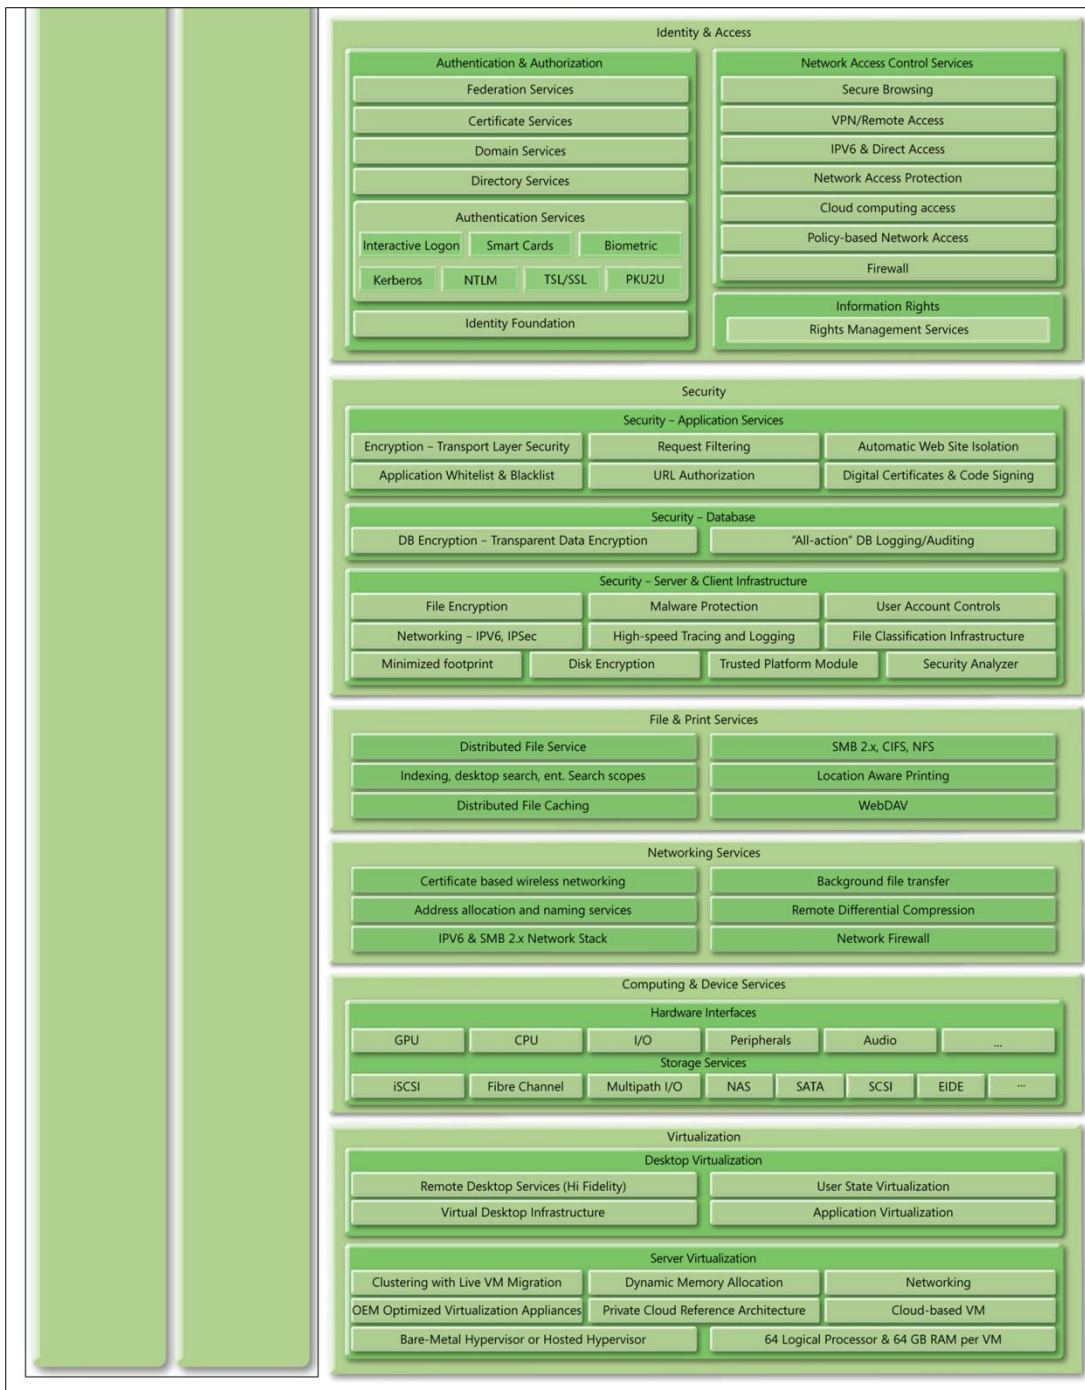 Identity & Access
Authentication & Authorization
Federation Services
Certificate Services
Domain Services
Directory Services
Authentication Services
Interactive Logon
Smart Cards
Biometric
Kerberos
NTLM
TSL/SSL
PKU2U
Identity Foundation
Network Access Control Services
Secure Browsing
VPN/Remote Access
IPV6 & Direct Access
Network Access Protection
Cloud computing access
Policy-based Network Access
Firewall
Information Rights
Rights Management Services
Security
Security – Application Services
Encryption – Transport Layer Security
Request Filtering
Automatic Web Site Isolation
Application Whitelist & Blacklist
URL Authorization
Digital Certificates & Code Signing
Security – Database
DB Encryption – Transparent Data Encryption
"All-action" DB Logging/Auditing
Security – Server & Client Infrastructure
File Encryption
Malware Protection
User Account Controls
Networking – IPV6, IPSec
High-speed Tracing and Logging
File Classification Infrastructure
Minimized footprint
Disk Encryption
Trusted Platform Module
Security Analyzer
File & Print Services
Distributed File Service
SMB 2.x, CIFS, NFS
Indexing, desktop search, ent. Search scopes
Location Aware Printing
Distributed File Caching
WebDAV
Networking Services
Certificate based wireless networking
Background file transfer
Address allocation and naming services
Remote Differential Compression
IPV6 & SMB 2.x Network Stack
Network Firewall
Computing & Device Services
Hardware Interfaces
GPU
CPU
I/O
Peripherals
Audio
...
Storage Services
iSCSI
Fibre Channel
Multipath I/O
NAS
SATA
SCSI
EIDE
...
Virtualization
Desktop Virtualization
Remote Desktop Services (Hi Fidelity)
User State Virtualization
Virtual Desktop Infrastructure
Application Virtualization
Server Virtualization
Clustering with Live VM Migration
Dynamic Memory Allocation
Networking
OEM Optimized Virtualization Appliances
Private Cloud Reference Architecture
Cloud-based VM
Bare-Metal Hypervisor or Hosted Hypervisor
64 Logical Processor & 64 GB RAM per VM